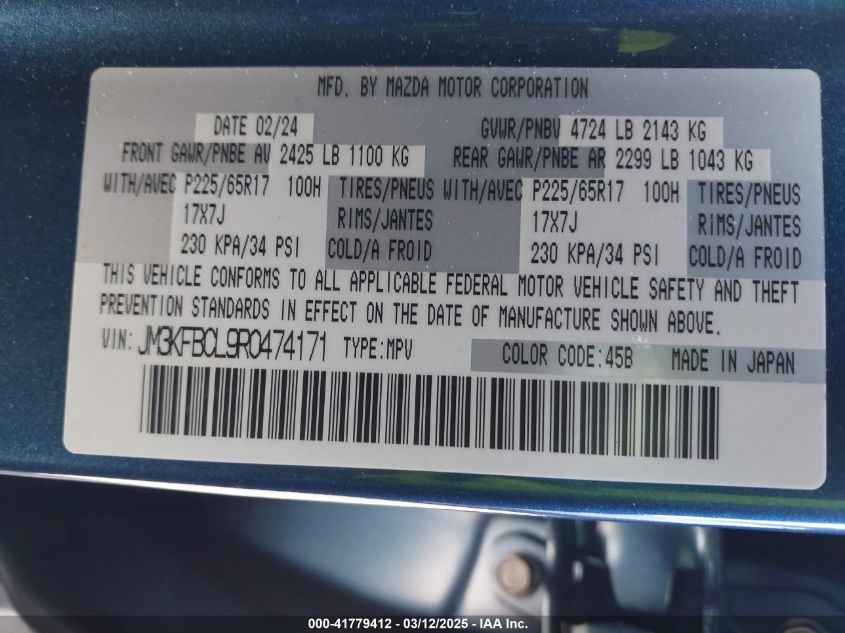 MFD. BY MAZDA MOTOR CORPORATION
DATE 02/24 GVWR/PNBV 4724 LB 2143 KG
FRONT GAWR/PNBE AV 2425 LB 1100 KG REAR GAWR/PNBE AR 2299 LB 1043 KG
WITH/AVEC P225/65R17 100H TIRES/PNEUS WITH/AVEC P225/65R17 100H TIRES/PNEUS
17X7J RIMS/JANTES 17X7J RiMS/JANTES
230 KPA/34 PSI COLD/A FROID 230 KPA/34 PSI COLD/A FROID
THIS VEHICLE CONFORMS TO ALL APPLICABLE FEDERAL MOTOR VEHICLE SAFETY AND THEFT
PREVENTION STANDARDS IN EFFECT ON THE DATE OF MANUFACTURE SHOWN ABOVE.
VIN: JM3KFBCL9R0474171 TYPE:MPV COLOR CODE:45B MADE IN JAPAN
000-41779412 - 03/12/2025 - IAA Inc.